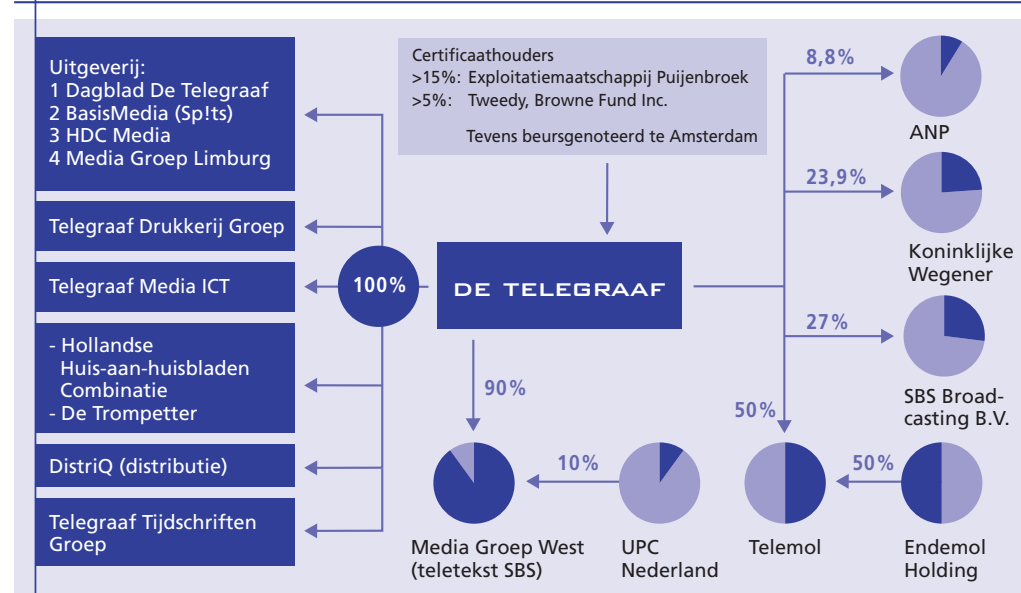 Uitgeverij:
1 Dagblad De Telegraaf
2 BasisMedia (Sp!ts)
3 HDC Media
4 Media Groep Limburg
Telegraaf Drukkerij Groep
Telegraaf Media ICT
- Hollandse
Huis-aan-huisbladen
Combinatie
- De Trompetter
DistriQ (distributie)
Telegraaf Tijdschriften
Groep
100%
Certificaathouders
>15%: Exploitatiemaatschappij Puijenbroek
>5%: Tweedy, Browne Fund Inc.
Tevens beursgenoteerd te Amsterdam
DE TELEGRAAF
90%
Media Groep West
(teletekst SBS)
10%
UPC
Nederland
8,8%
ANP
23,9%
Koninklijke
Wegener
27%
SBS Broad-
casting B.V.
50%
Telemol
50%
Endemol
Holding